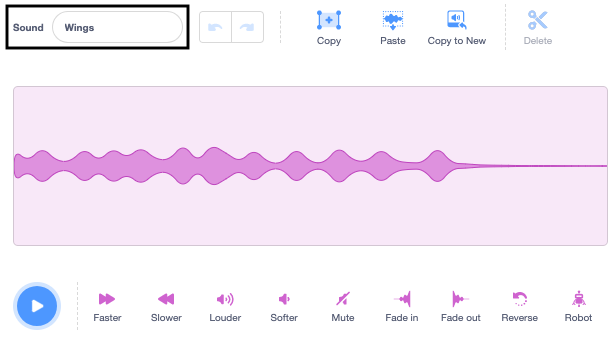 Sound Wings
Copy Paste Copy to New Delete
Faster Slower Louder Softer Mute Fade in Fade out Reverse Robot